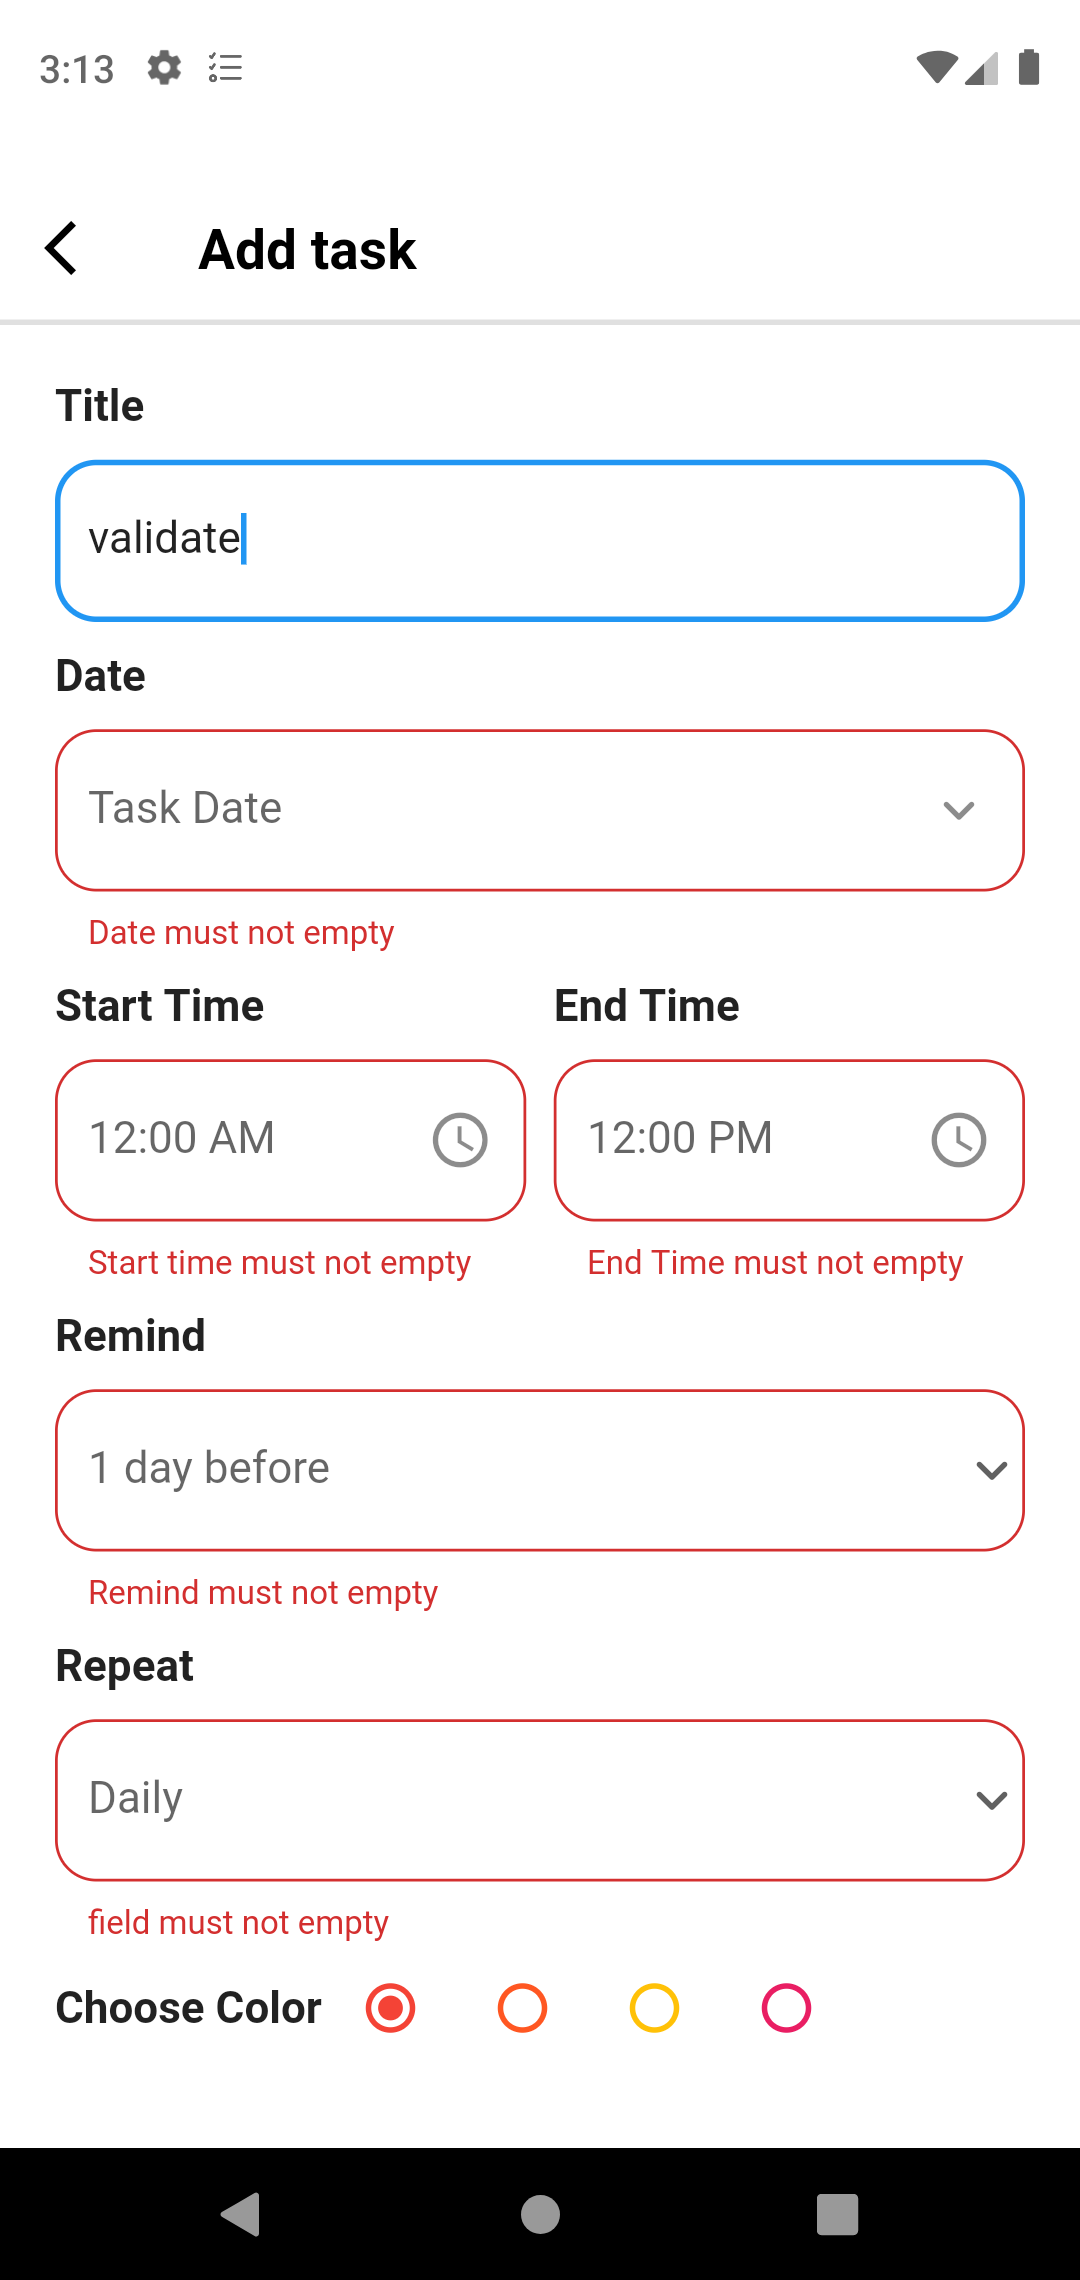 3:13
Add task
Title
validate
Date
Task Date
Date must not empty
Start Time End Time
12:00 AM 12:00 PM
Start time must not empty End Time must not empty
Remind
1 day before
Remind must not empty
Repeat
Daily
field must not empty
Choose Color